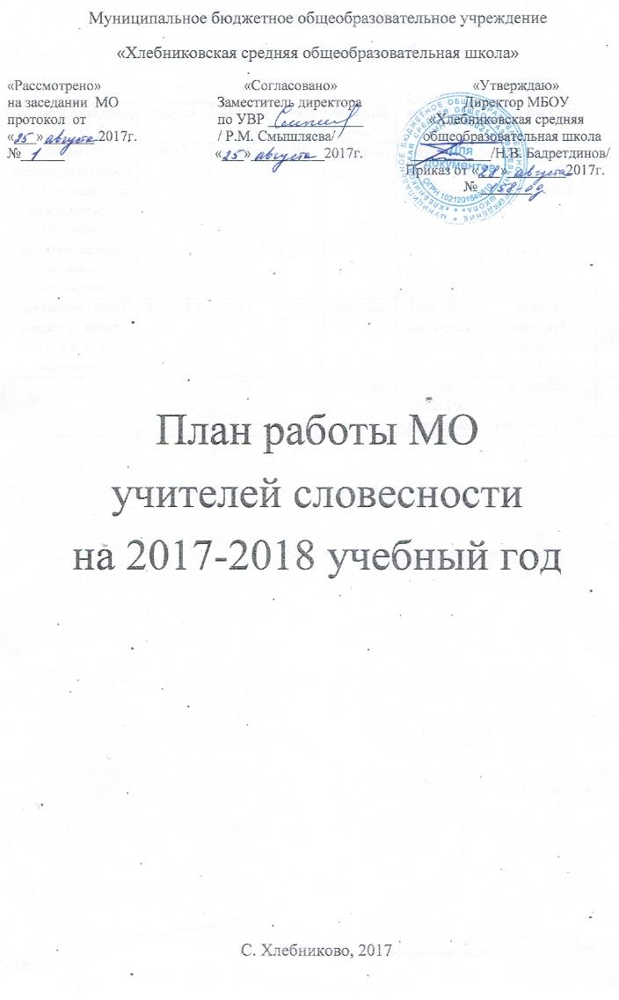 Муниципальное бюджетное общеобразовательное учреждение
«Хлебниковская средняя общеобразовательная школа»
«Рассмотрено»
на заседании МО
протокол от
«25» августа 2017г.
№ 1
«Согласовано»
Заместитель директора
по УВР
/ Р.М. Смышляева/
«25» августа 2017г.
«Утверждаю»
Директор МБОУ
«Хлебниковская средняя
общеобразовательная школа
/Н.В. Бадретдинов/
Приказ от «28» августа 2017г.
№ 158-од.
Для
документов
План работы МО
учителей словесности
на 2017-2018 учебный год
С. Хлебниково, 2017